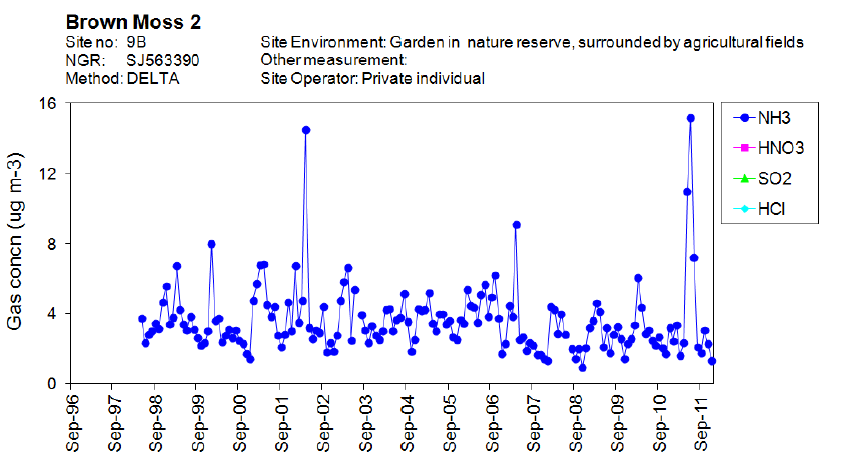 Brown Moss 2
Site no: 9B Site Environment: Garden in nature reserve, surrounded by agricultural fields
NGR: SJ563390 Other measurement:
Method: DELTA Site Operator: Private individual
16
12
8
4
0
Gas concn (ug m-3)
NH3
HNO3
SO2
HCl
Sep-96
Sep-97
Sep-98
Sep-99
Sep-00
Sep-01
Sep-02
Sep-03
Sep-04
Sep-05
Sep-06
Sep-07
Sep-08
Sep-09
Sep-10
Sep-11